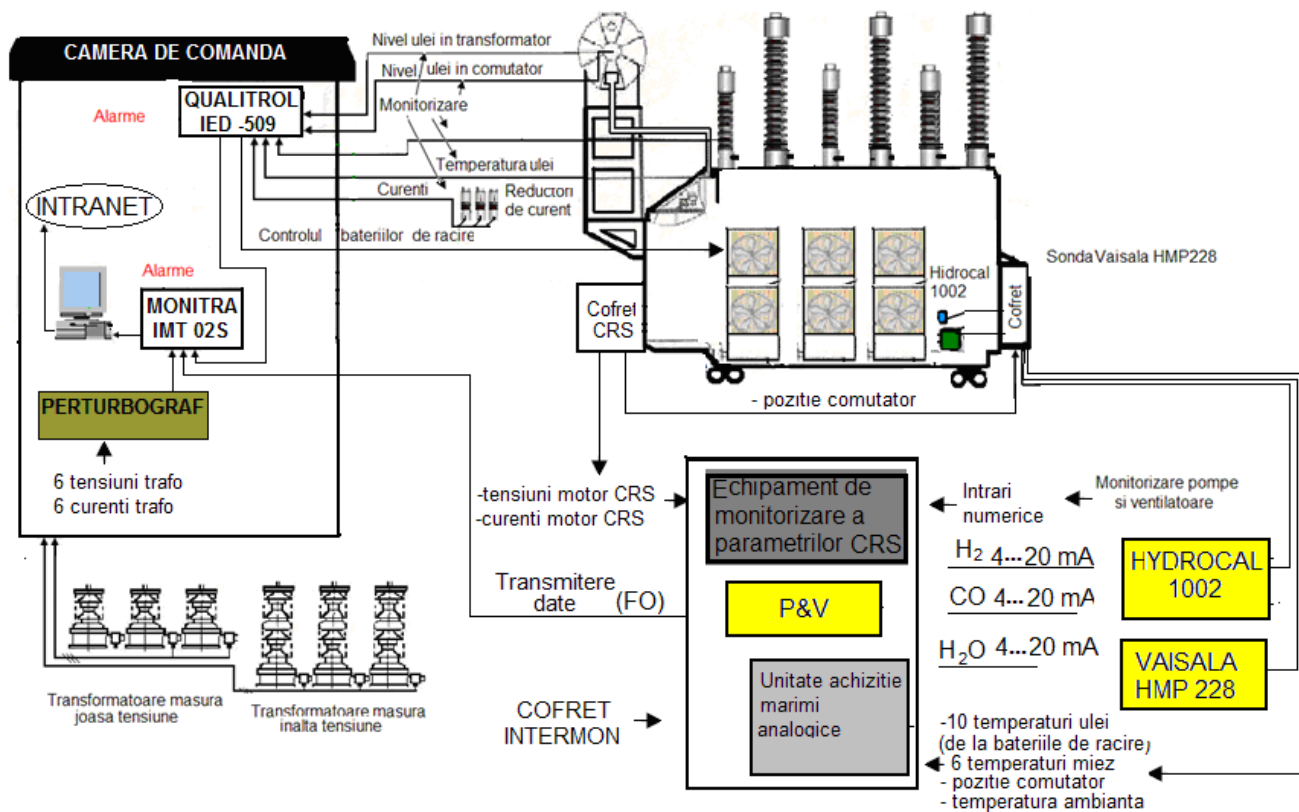 CAMERA DE COMANDA
Alarme
QUALITROL
IED -509
INTRANET
Alarme
MONITRA
IMT 02S
PERTURBOGRAF
6 tensiuni trafo
6 curenti trafo
Transformatoare masura
joasa tensiune
Transformatoare masura
inalta tensiune
Nivel ulei in transformator
Nivel ulei in comutator
Monitorizare
Temperatura ulei
Curenti
Reductori
de curent
Controlul bateriilor de racire
Cofret
CRS
Hidrocal
1002
Cofret
SondaVaisala HMP228
- pozitie comutator
-tensiuni motor CRS
-curenti motor CRS
Transmitere
date (FO)
COFRET
INTERMON
Echipament de
monitorizare a
parametrilor CRS
P&V
Unitate achizitie
marimi
analogice
Intrari
numerice
Monitorizare pompe
si ventilatoare
H2 4...20 mA
CO 4...20 mA
H2O 4...20 mA
HYDROCAL
1002
VAISALA
HMP 228
-10 temperaturi ulei
(de la bateriile de racire)
- 6 temperaturi miez
- pozitie comutator
- temperatura ambianta